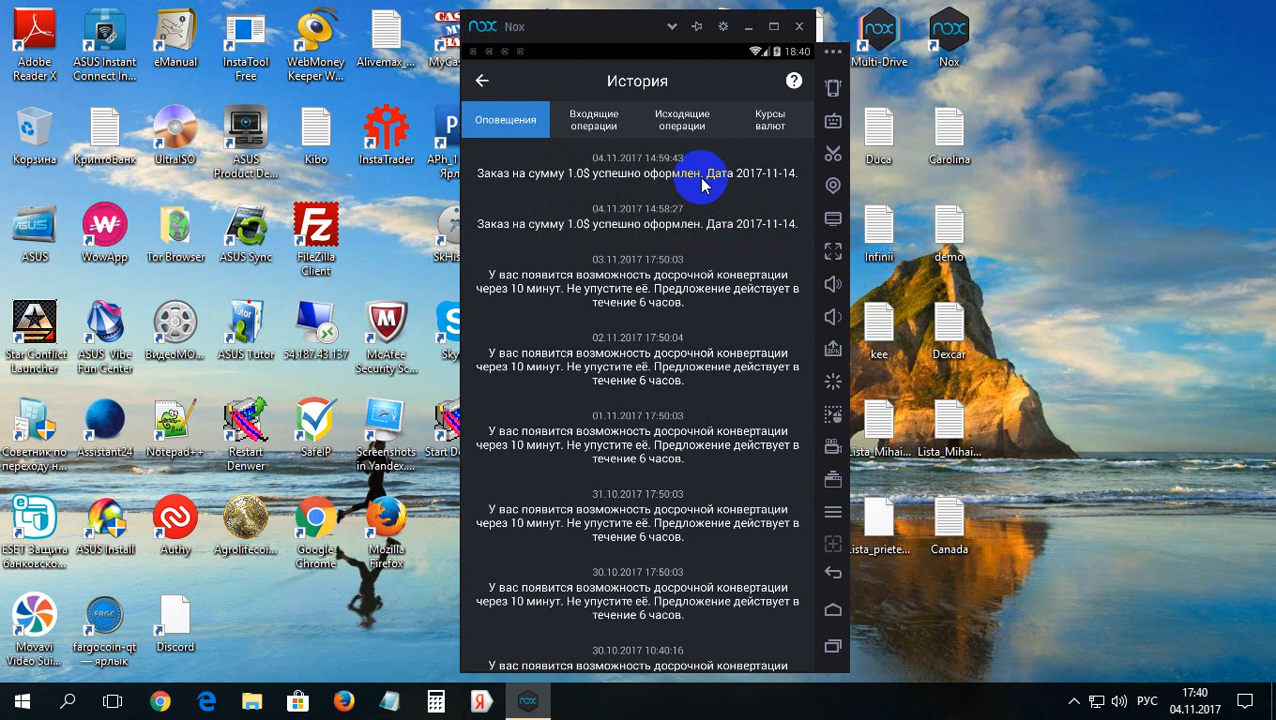 Adobe
Reader X
ASUS Instant
Connect In...
eManual
InstaTool
Free
WebMoney
Keeper W...
Alivemax_...
Корзина
КриптоБанк
UltraISO
ASUS
Product De...
Kibo
InstaTrader
APh_1
ASUS
WowApp
Tor Browser
ASUS Sync
FileZilla
Client
Star Conflict
Launcher
ASUS Vibe
Fun Center
ВидеоМО...
ASUS Tutor
54.187.43.137
McAfee
Security Sc...
Советник по
переходу н...
Assistant24
Notepad++
Restart
Denwer
SafeIP
Screenshots
in Yandex....
ESET Защита
банковско...
ASUS Install
Authy
Agrolifecoi...
Google
Chrome
Mozilla
Firefox
Movavi
Video Sui...
FRGC
fargocoin-qt
— ярлык
Discord
nox Nox
18:40
История
?
Оповещения
Входящие
операции
Исходящие
операции
Курсы
валют
04.11.2017 14:59:43
Заказ на сумму 1.0$ успешно оформлен. Дата 2017-11-14.
04.11.2017 14:58:27
Заказ на сумму 1.0$ успешно оформлен. Дата 2017-11-14.
03.11.2017 17:50:03
У вас появится возможность досрочной конвертации
через 10 минут. Не упустите её. Предложение действует в
течение 6 часов.
02.11.2017 17:50:04
У вас появится возможность досрочной конвертации
через 10 минут. Не упустите её. Предложение действует в
течение 6 часов.
01.11.2017 17:50:03
У вас появится возможность досрочной конвертации
через 10 минут. Не упустите её. Предложение действует в
течение 6 часов.
31.10.2017 17:50:03
У вас появится возможность досрочной конвертации
через 10 минут. Не упустите её. Предложение действует в
течение 6 часов.
30.10.2017 17:50:03
У вас появится возможность досрочной конвертации
через 10 минут. Не упустите её. Предложение действует в
течение 6 часов.
30.10.2017 10:40:16
У вас появится возможность досрочной конвертации
Multi-Drive
Nox
Duca
Carolina
Infinii
demo
kee
Dexcar
Lista_Mihai...
Lista_Mihai...
Lista_priete...
Canada
РУС
17:40
04.11.2017